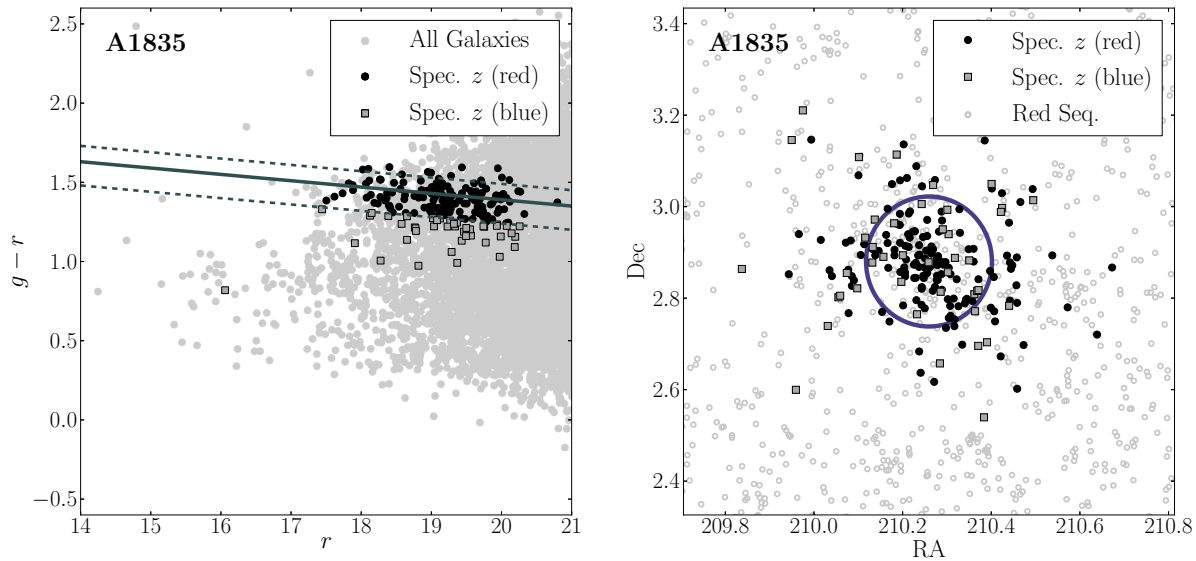 A1835
All Galaxies
Spec. z (red)
Spec. z (blue)
2.5
2.0
1.5
1.0
0.5
0.0
−0.5
g − r
14 15 16 17 18 19 20 21
r
A1835
Spec. z (red)
Spec. z (blue)
Red Seq.
3.4
3.2
3.0
2.8
2.6
2.4
Dec
209.8 210.0 210.2 210.4 210.6 210.8
RA